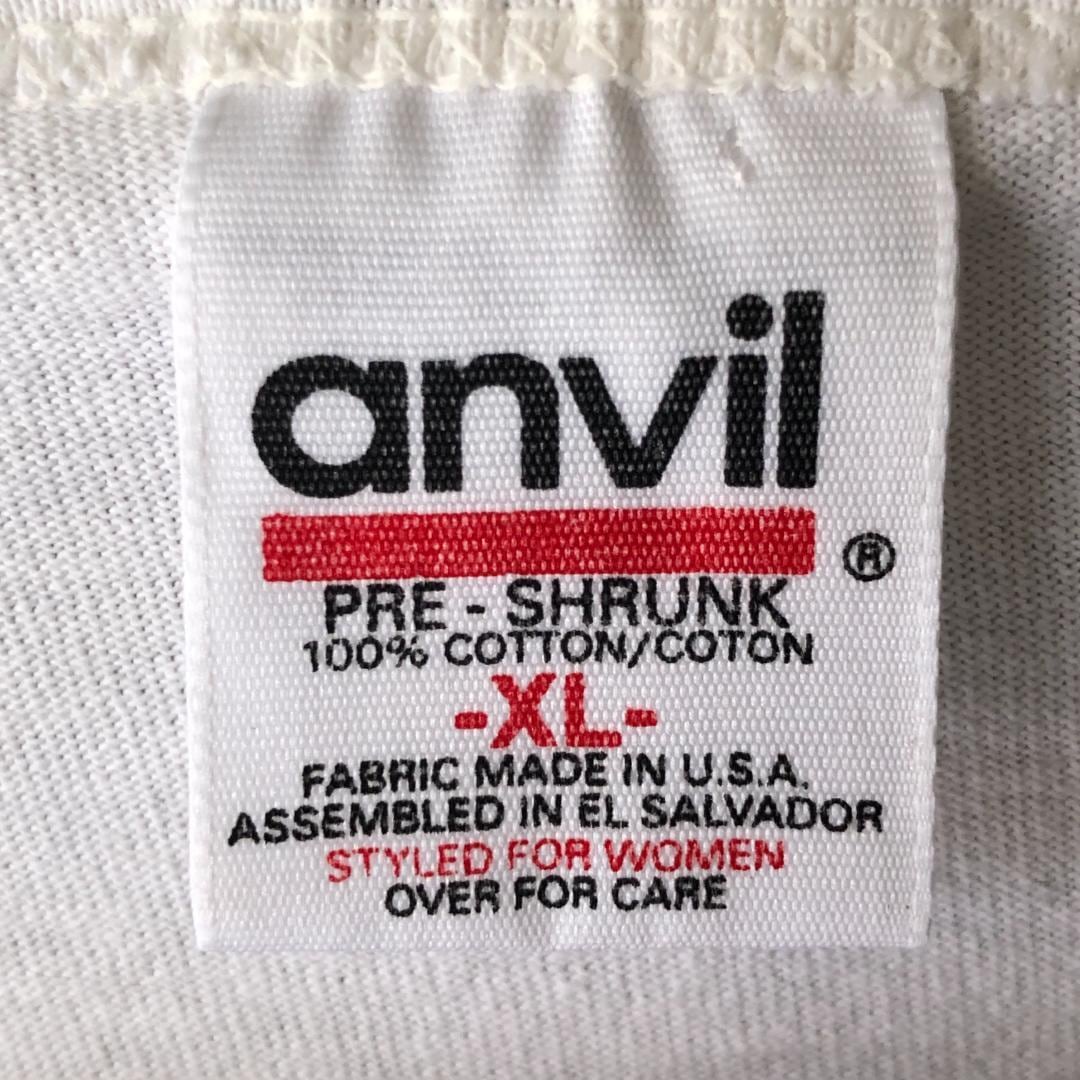 anvil
®
PRE - SHRUNK
100% COTTON/COTON
-XL-
FABRIC MADE IN U.S.A.
ASSEMBLED IN EL SALVADOR
STYLED FOR WOMEN
OVER FOR CARE